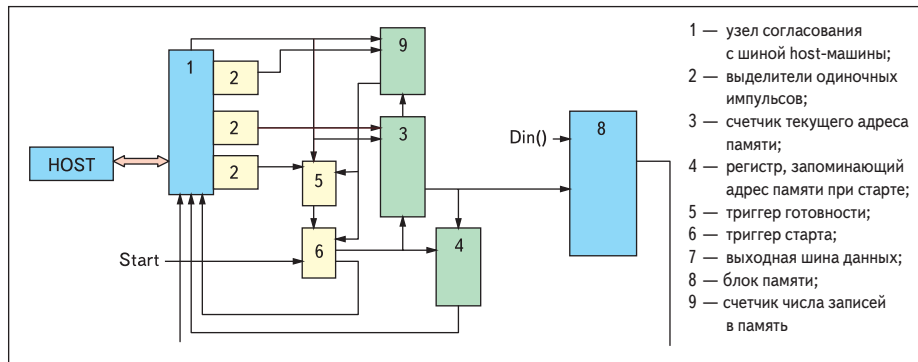 HOST
1
2
2
2
5
6
9
3
4
Start
Din()
8
1 — узел согласования
с шиной host-машины;
2 — выделители одиночных
импульсов;
3 — счетчик текущего адреса
памяти;
4 — регистр, запоминающий
адрес памяти при старте;
5 — триггер готовности;
6 — триггер старта;
7 — выходная шина данных;
8 — блок памяти;
9 — счетчик числа записей
в память